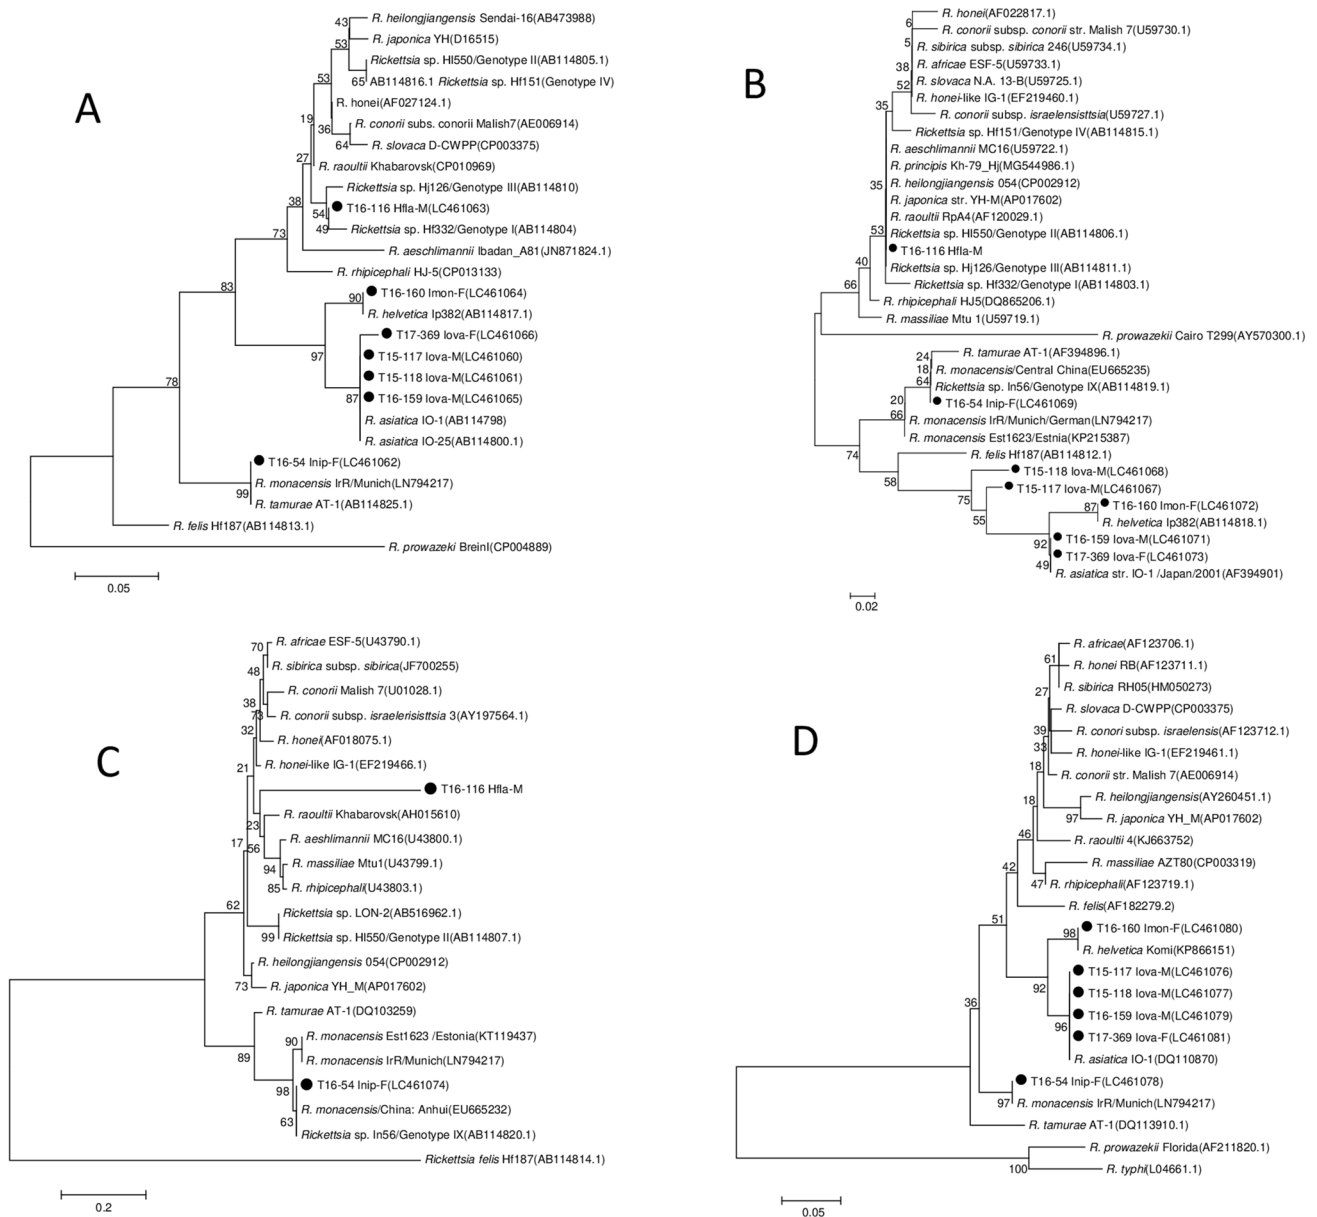 A
43
R. heilongjiangensis Sendai-16(AB473988)
53
R. japonica YH(D16515)
Rickettsia sp. HI550/Genotype II(AB114805.1)
53
65
AB114816.1 Rickettsia sp. Hf151(Genotype IV)
R. honei(AF027124.1)
19
36
R. conorii subs. conorii Malish7(AE006914)
64
R. slovaca D-CWPP(CP003375)
27
R. raoultii Khabarovsk(CP010969)
Rickettsia sp. Hj126/Genotype III(AB114810)
38
54
T16-116 Hfla-M(LC461063)
49
Rickettsia sp. Hf332/Genotype I(AB114804)
73
R. aeschlimannii Ibadan_A81(JN871824.1)
R. rhipicephali HJ-5(CP013133)
83
90
T16-160 Imon-F(LC461064)
R. helvetica Ip382(AB114817.1)
T17-369 Iova-F(LC461066)
97
T15-117 Iova-M(LC461060)
T15-118 Iova-M(LC461061)
78
87
T16-159 Iova-M(LC461065)
R. asiatica IO-1(AB114798)
R. asiatica IO-25(AB114800.1)
T16-54 Inip-F(LC461062)
R. monacensis IrR/Munich(LN794217)
99
R. tamurae AT-1(AB114825.1)
R. felis Hf187(AB114813.1)
R. prowazeki BreinI(CP004889)
0.05
B
R. honei(AF022817.1)
6
R. conorii subsp. conorii str. Malish 7(U59730.1)
5
R. sibirica subsp. sibirica 246(U59734.1)
38
R. africae ESF-5(U59733.1)
52
R. slovaca N.A. 13-B(U59725.1)
R. honei-like IG-1(EF219460.1)
35
R. conorii subsp. israelensisttsia(U59727.1)
Rickettsia sp. Hf151/Genotype IV(AB114815.1)
R. aeschlimannii MC16(U59722.1)
R. principis Kh-79_Hj(MG544986.1)
35
R. heilongjiangensis 054(CP002912)
R. japonica str. YH-M(AP017602)
R. raoultii RpA4(AF120029.1)
53
Rickettsia sp. HI550/Genotype II(AB114806.1)
T16-116 Hfla-M
40
Rickettsia sp. Hj126/Genotype III(AB114811.1)
66
Rickettsia sp. Hf332/Genotype I(AB114803.1)
R. rhipicephali HJ5(DQ865206.1)
R. massiliae Mtu 1(U59719.1)
R. prowazekii Cairo T299(AY570300.1)
24
R. tamurae AT-1(AF394896.1)
18
R. monacensis/Central China(EU665235)
64
Rickettsia sp. In56/Genotype IX(AB114819.1)
20
T16-54 Inip-F(LC461069)
66
R. monacensis IrR/Munich/German(LN794217)
R. monacensis Est1623/Estnia(KP215387)
74
R. felis Hf187(AB114812.1)
58
T15-118 Iova-M(LC461068)
75
T15-117 Iova-M(LC461067)
55
87
T16-160 Imon-F(LC461072)
R. helvetica Ip382(AB114818.1)
92
T16-159 Iova-M(LC461071)
T17-369 Iova-F(LC461073)
49
R. asiatica str. IO-1 /Japan/2001(AF394901)
0.02
C
70
R. africae ESF-5(U43790.1)
48
R. sibirica subsp. sibirica(JF700255)
R. conorii Malish 7(U01028.1)
38
73
R. conorii subsp. israelerisisttsia 3(AY197564.1)
32
R. honei(AF018075.1)
21
R. honei-like IG-1(EF219466.1)
T16-116 Hfla-M
23
R. raoultii Khabarovsk(AH015610)
17
56
R. aeshlimannii MC16(U43800.1)
94
R. massiliae Mtu1(U43799.1)
85
R. rhipicephali(U43803.1)
62
Rickettsia sp. LON-2(AB516962.1)
99
Rickettsia sp. HI550/Genotype II(AB114807.1)
R. heilongjiangensis 054(CP002912)
73
R. japonica YH_M(AP017602)
R. tamurae AT-1(DQ103259)
90
R. monacensis Est1623 /Estonia(KT119437)
89
R. monacensis IrR/Munich(LN794217)
98
T16-54 Inip-F(LC461074)
R. monacensis/China: Anhui(EU665232)
63
Rickettsia sp. In56/Genotype IX(AB114820.1)
Rickettsia felis Hf187(AB114814.1)
0.2
D
R. africae(AF123706.1)
61
R. honei RB(AF123711.1)
27
R. sibirica RH05(HM050273)
R. slovaca D-CWPP(CP003375)
39
R. conori subsp. israelensis(AF123712.1)
33
R. honei-like IG-1(EF219461.1)
18
R. conorii str. Malish 7(AE006914)
18
R. heilongjiangensis(AY260451.1)
97
R. japonica YH_M(AP017602)
46
R. raoultii 4(KJ663752)
42
R. massiliae AZT80(CP003319)
47
R. rhipicephali(AF123719.1)
R. felis(AF182279.2)
51
98
T16-160 Imon-F(LC461080)
R. helvetica Komi(KP866151)
92
T15-117 Iova-M(LC461076)
T15-118 Iova-M(LC461077)
36
T16-159 Iova-M(LC461079)
96
T17-369 Iova-F(LC461081)
R. asiatica IO-1(DQ110870)
T16-54 Inip-F(LC461078)
97
R. monacensis IrR/Munich(LN794217)
R. tamurae AT-1(DQ113910.1)
R. prowazekii Florida(AF211820.1)
100
R. typhi(L04661.1)
0.05